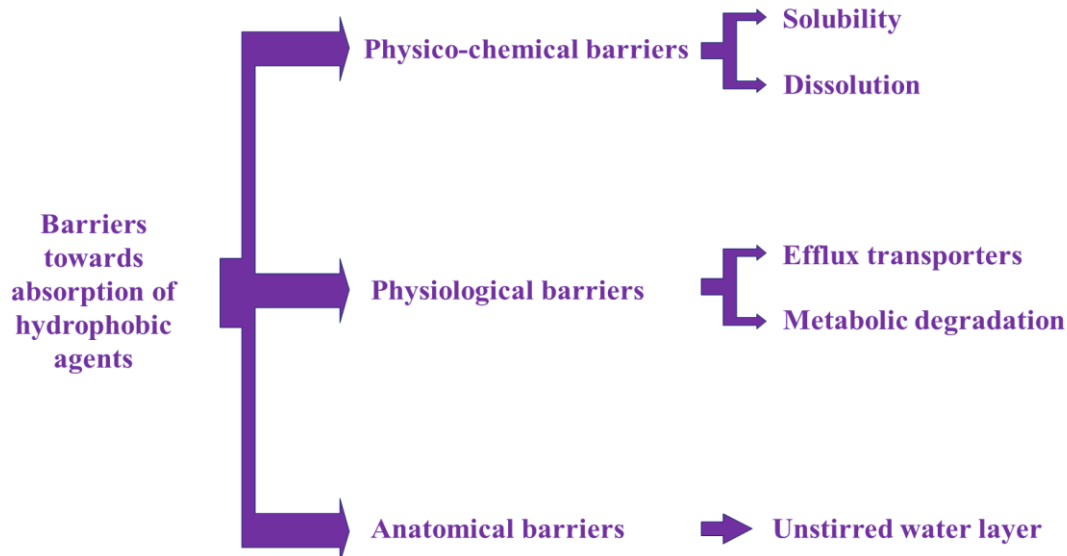 Barriers
towards
absorption of
hydrophobic
agents
Physico-chemical barriers
Solubility
Dissolution
Physiological barriers
Efflux transporters
Metabolic degradation
Anatomical barriers
Unstirred water layer